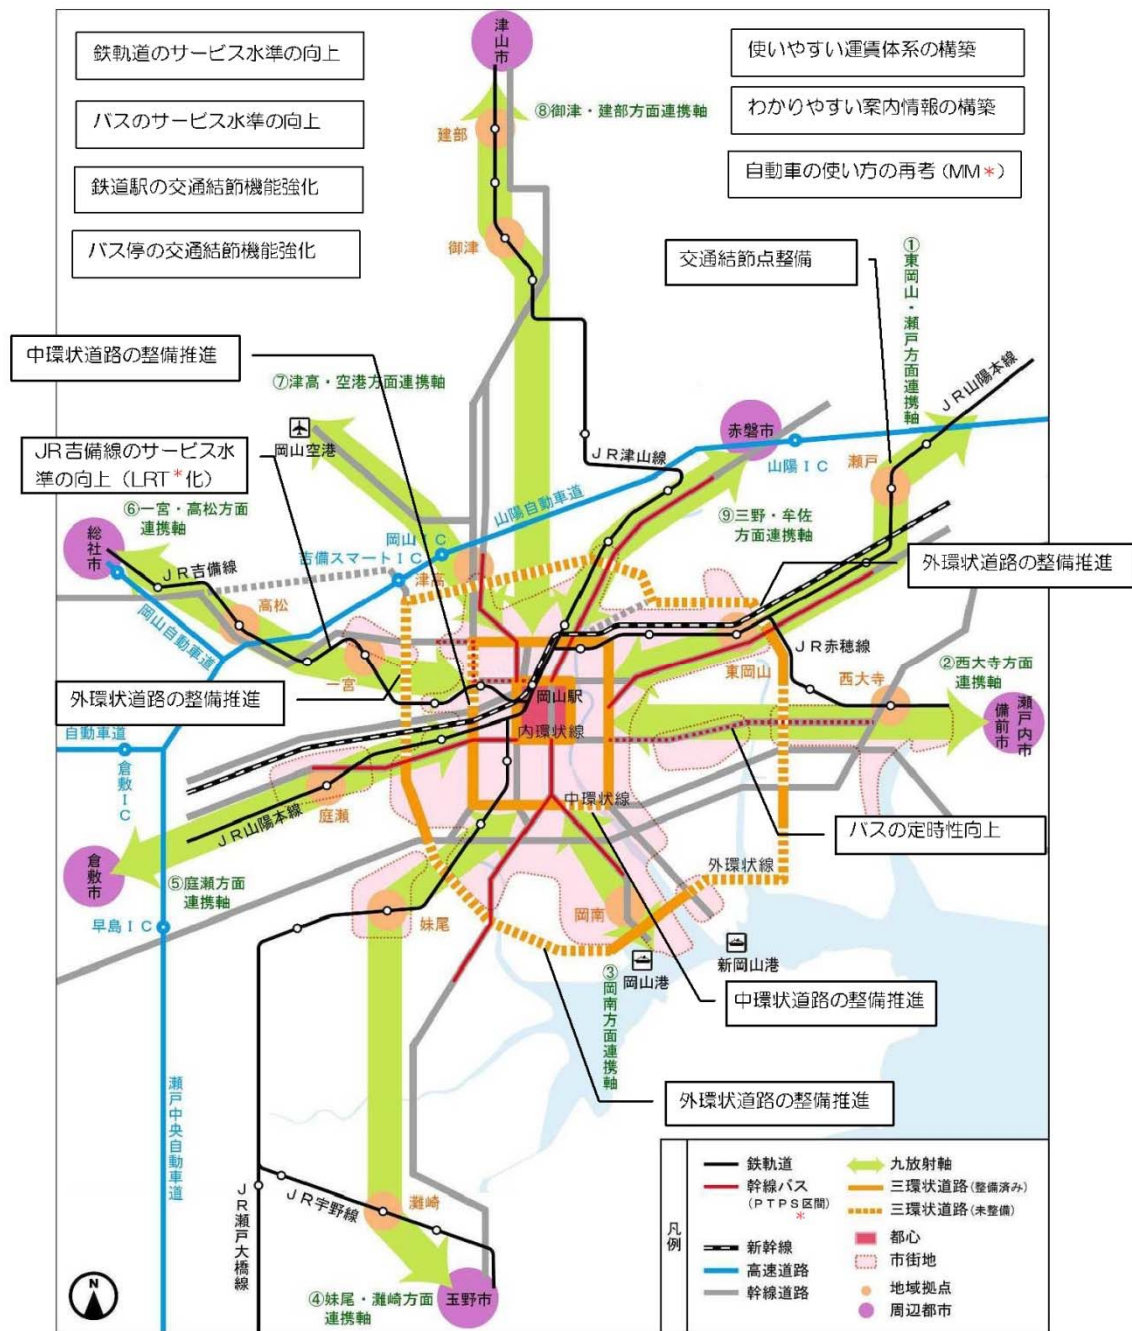 津山市
鉄軌道のサービス水準の向上
バスのサービス水準の向上
鉄道駅の交通結節機能強化
バス停の交通結節機能強化
使いやすい運賃体系の構築
わかりやすい案内情報の構築
自動車の使い方の再考(MM*)
⑧御津・建部方面連携軸
建部
御津
交通結節点整備
①東岡山・瀬戸方面連携軸
中環状道路の整備推進
⑦津高・空港方面連携軸
岡山空港
JR吉備線のサービス水
準の向上(LRT*化)
⑥一宮・高松方面
連携軸
総社市
JR吉備線
高松
岡山自動車道
一宮
山陽自動車道
岡山IC
吉備スマートIC
津高
JR津山線
赤磐市
山陽IC
瀬戸
JR山陽本線
⑨三野・牟佐
方面連携軸
外環状道路の整備推進
JR赤穂線
東岡山
西大寺
②西大寺方面
連携軸
瀬戸内市
備前市
外環状道路の整備推進
岡山駅
内環状線
自動車道
倉敷IC
中環状線
庭瀬
JR山陽本線
倉敷市
⑤庭瀬方面
連携軸
早島IC
バスの定時性向上
外環状線
妹尾
岡南
岡山港
新岡山港
③岡南方面連携軸
中環状道路の整備推進
外環状道路の整備推進
瀬戸中央自動車道
JR瀬戸大橋線
JR宇野線
灘崎
④妹尾・灘崎方面
連携軸
玉野市
N
凡例
鉄軌道
幹線バス
(PTPS区間)
*
新幹線
高速道路
幹線道路
九放射軸
三環状道路(整備済み)
三環状道路(未整備)
都心
市街地
地域拠点
周辺都市